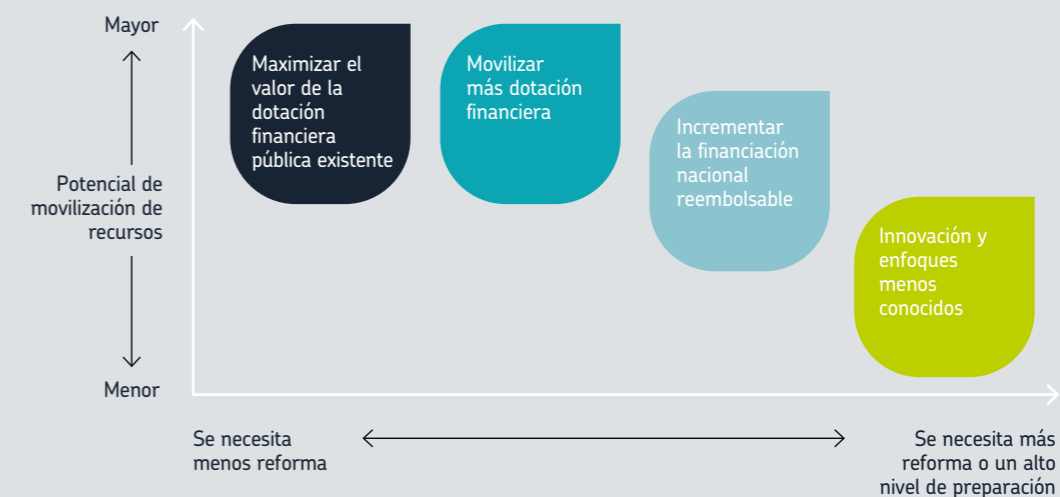 Mayor
Potencial de
movilización de
recursos
Menor
Maximizar el
valor de la
dotación
financiera
pública existente
Movilizar
más dotación
financiera
Incrementar
la financiación
nacional
reembolsable
Innovación y
enfoques
menos
conocidos
Se necesita
menos reforma
Se necesita más
reforma o un alto
nivel de preparación